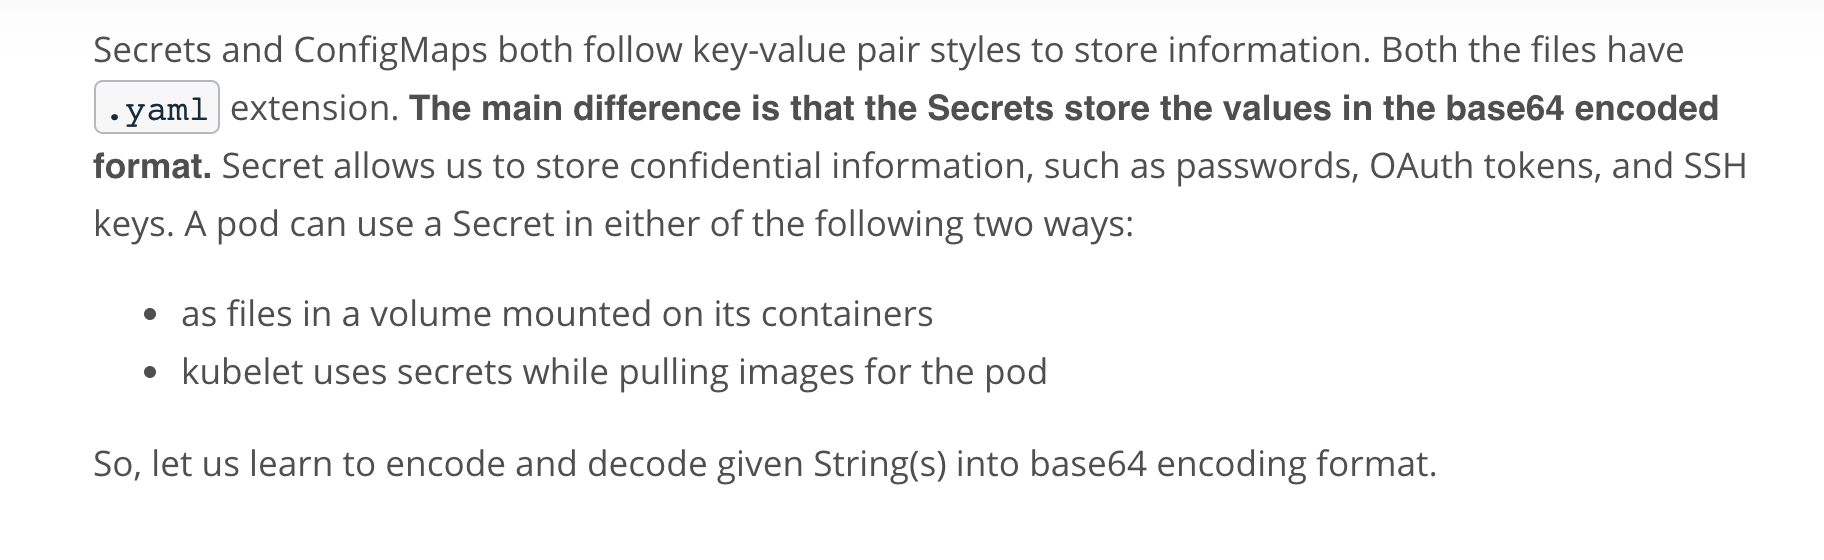 Secrets and ConfigMaps both follow key-value pair styles to store information. Both the files have
.yaml extension. The main difference is that the Secrets store the values in the base64 encoded
format. Secret allows us to store confidential information, such as passwords, OAuth tokens, and SSH
keys. A pod can use a Secret in either of the following two ways:
• as files in a volume mounted on its containers
• kubelet uses secrets while pulling images for the pod
So, let us learn to encode and decode given String(s) into base64 encoding format.